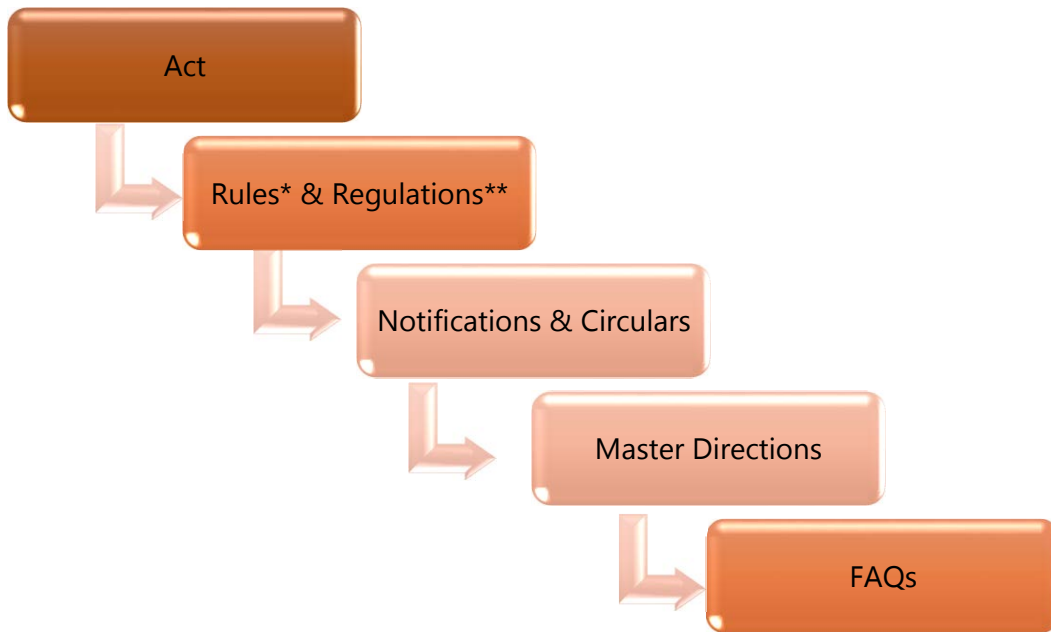 Act
Rules* & Regulations**
Notifications & Circulars
Master Directions
FAQs